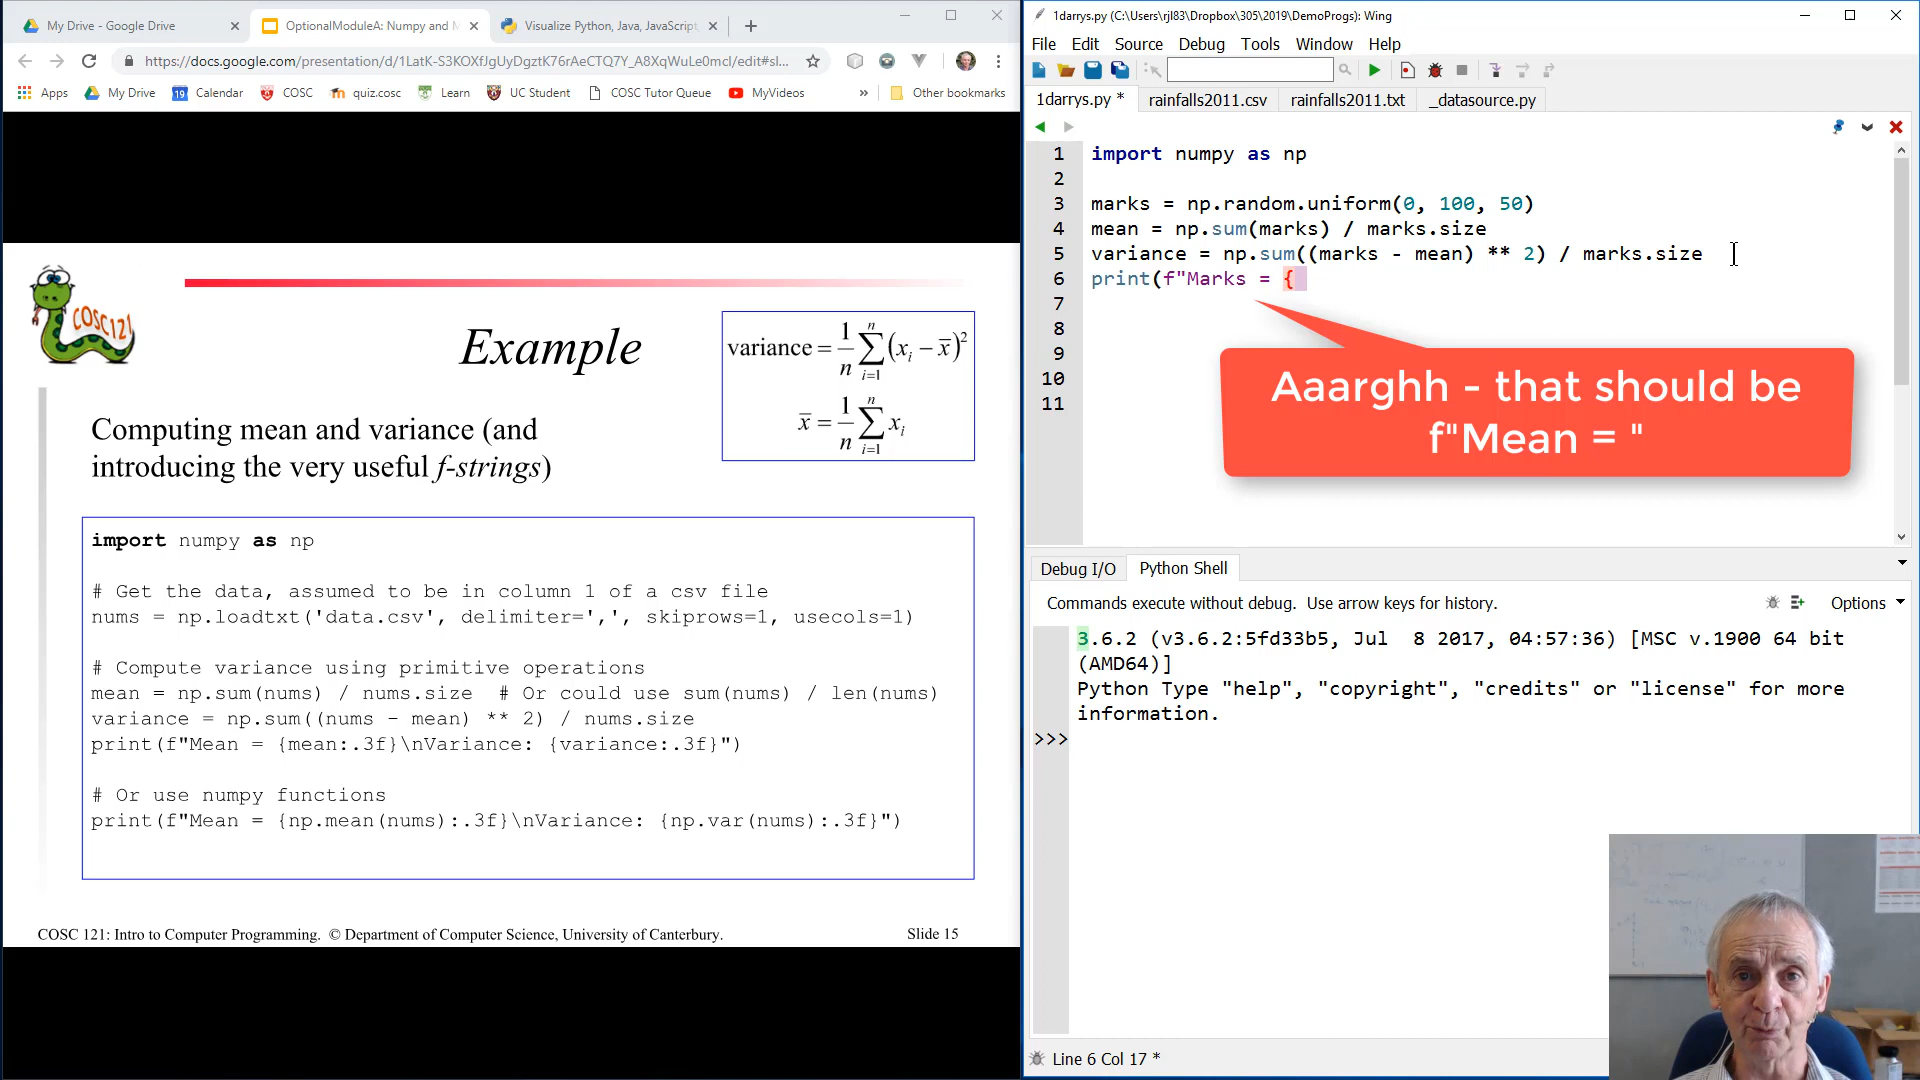 My Drive - Google Drive
OptionalModuleA: Numpy and M
Visualize Python, Java, JavaScript,
https://docs.google.com/presentation/d/1LatK-S3KOXfJgUyDgztK76rAeCTQ7Y_A8XqWuLe0mcI/edit#sl...
Apps My Drive Calendar COSC quiz.cosc Learn UC Student COSC Tutor Queue MyVideos » Other bookmarks
19
COSC121
Example
variance = 1/n ∑ i=1 n (xi − x̅)2
x̅ = 1/n ∑ i=1 n xi
Computing mean and variance (and
introducing the very useful f-strings)
import numpy as np
# Get the data, assumed to be in column 1 of a csv file
nums = np.loadtxt('data.csv', delimiter=',', skiprows=1, usecols=1)
# Compute variance using primitive operations
mean = np.sum(nums) / nums.size  # Or could use sum(nums) / len(nums)
variance = np.sum((nums - mean) ** 2) / nums.size
print(f"Mean = {mean:.3f}\nVariance: {variance:.3f}")
# Or use numpy functions
print(f"Mean = {np.mean(nums):.3f}\nVariance: {np.var(nums):.3f}")
COSC 121: Intro to Computer Programming. © Department of Computer Science, University of Canterbury.
Slide 15
1darrys.py (C:\Users\rjl83\Dropbox\305\2019\DemoProgs): Wing
File Edit Source Debug Tools Window Help
1darrys.py * rainfalls2011.csv rainfalls2011.txt _datasource.py
1 import numpy as np
2
3 marks = np.random.uniform(0, 100, 50)
4 mean = np.sum(marks) / marks.size
5 variance = np.sum((marks - mean) ** 2) / marks.size
6 print(f"Marks = {
7
8
9
10
11
Aaarghh - that should be
f"Mean = "
Debug I/O Python Shell
Commands execute without debug. Use arrow keys for history.
Options
3.6.2 (v3.6.2:5fd33b5, Jul  8 2017, 04:57:36) [MSC v.1900 64 bit
(AMD64)]
Python Type "help", "copyright", "credits" or "license" for more
information.
>>>
Line 6 Col 17 *